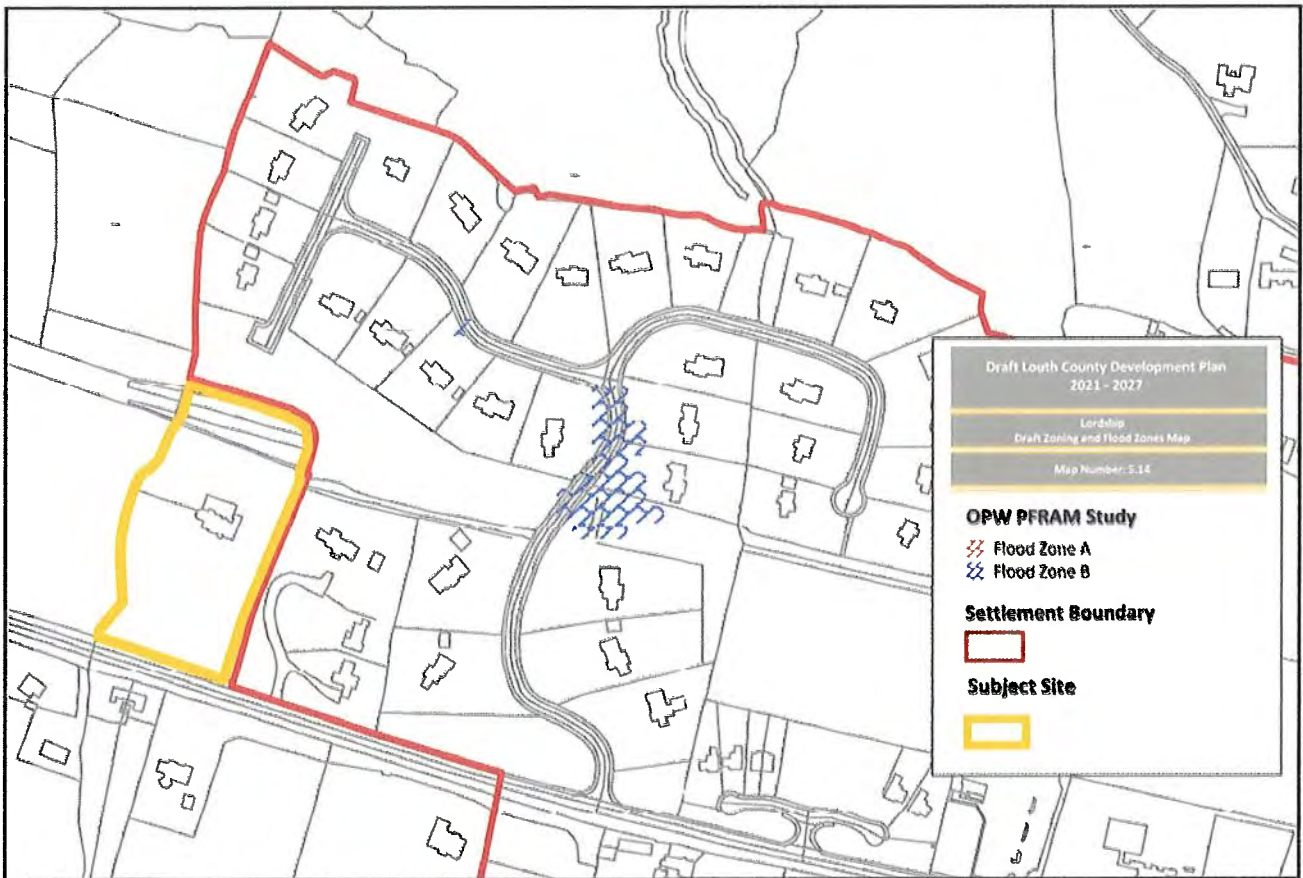 Draft Louth County Development Plan
2021 - 2027
Lordship
Draft Zoning and Flood Zones Map
Map Number: 5.14
OPW PFRAM Study
Flood Zone A
Flood Zone B
Settlement Boundary
Subject Site